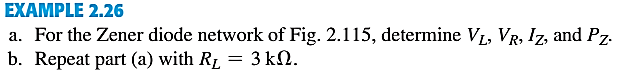 EXAMPLE 2.26
a. For the Zener diode network of Fig. 2.115, determine V_L, V_R, I_Z, and P_Z.
b. Repeat part (a) with R_L = 3 kΩ.